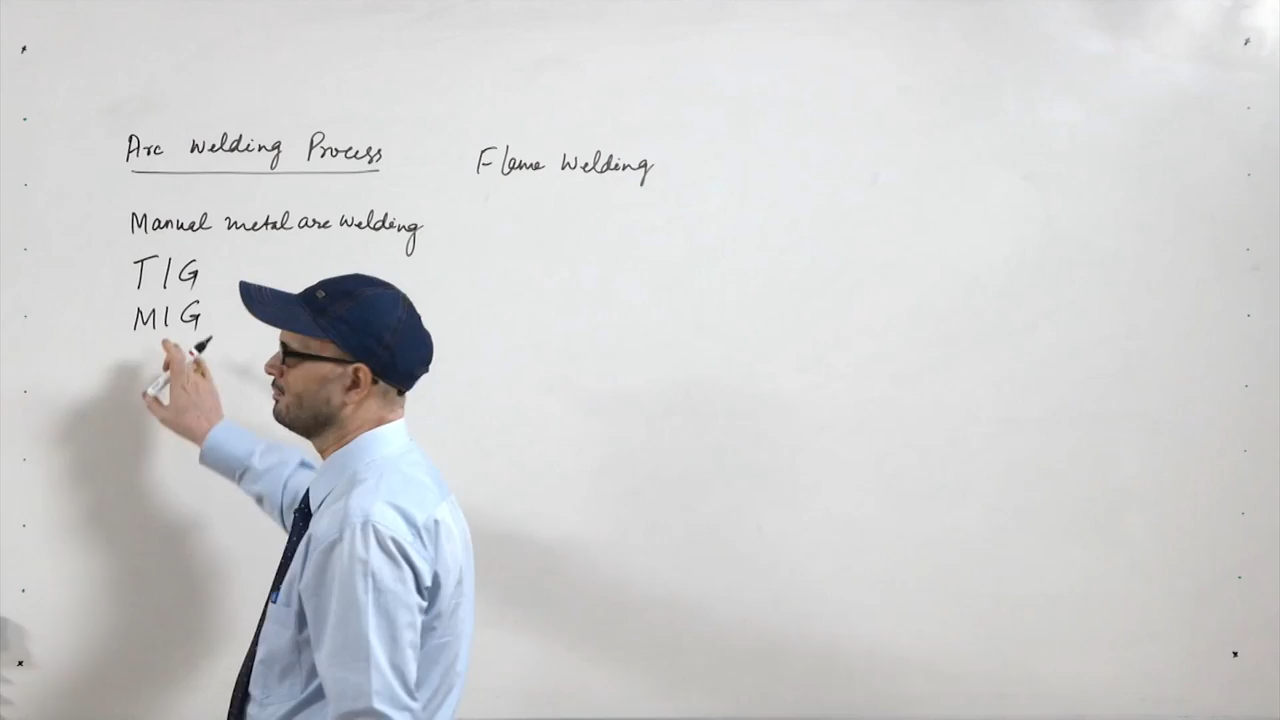 Arc Welding Process
Flame Welding
Manual metal arc Welding
TIG
MIG